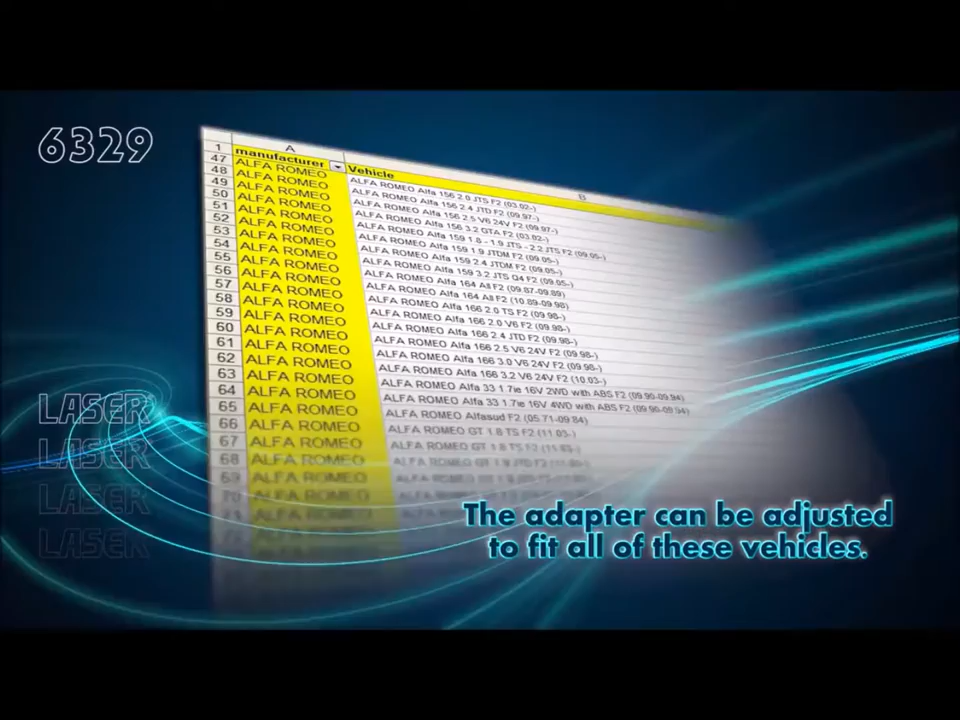 6329
A B
1 manufacturer Vehicle
47 ALFA ROMEO ALFA ROMEO Alfa 156 2.0 JTS F2 (03.02-)
48 ALFA ROMEO ALFA ROMEO Alfa 156 2.4 JTD F2 (09.97-)
49 ALFA ROMEO ALFA ROMEO Alfa 156 2.5 V6 24V F2 (09.97-)
50 ALFA ROMEO ALFA ROMEO Alfa 156 3.2 GTA F2 (03.02-)
51 ALFA ROMEO ALFA ROMEO Alfa 159 1.8 - 1.9 JTS - 2.2 JTS F2 (09.05-)
52 ALFA ROMEO ALFA ROMEO Alfa 159 1.9 JTDM F2 (09.05-)
53 ALFA ROMEO ALFA ROMEO Alfa 159 2.4 JTDM F2 (09.05-)
54 ALFA ROMEO ALFA ROMEO Alfa 159 3.2 JTS Q4 F2 (09.05-)
55 ALFA ROMEO ALFA ROMEO Alfa 164 All F2 (09.87-09.89)
56 ALFA ROMEO ALFA ROMEO Alfa 164 All F2 (10.89-09.98)
57 ALFA ROMEO ALFA ROMEO Alfa 166 2.0 TS F2 (09.98-)
58 ALFA ROMEO ALFA ROMEO Alfa 166 2.0 V6 F2 (09.98-)
59 ALFA ROMEO ALFA ROMEO Alfa 166 2.4 JTD F2 (09.98-)
60 ALFA ROMEO ALFA ROMEO Alfa 166 2.5 V6 24V F2 (09.98-)
61 ALFA ROMEO ALFA ROMEO Alfa 166 3.0 V6 24V F2 (09.98-)
62 ALFA ROMEO ALFA ROMEO Alfa 166 3.2 V6 24V F2 (10.03-)
63 ALFA ROMEO ALFA ROMEO Alfa 33 1.7ie 16V 2WD with ABS F2 (09.90-09.94)
64 ALFA ROMEO ALFA ROMEO Alfa 33 1.7ie 16V 4WD with ABS F2 (09.90-09.94)
65 ALFA ROMEO ALFA ROMEO Alfasud F2 (05.71-09.84)
66 ALFA ROMEO ALFA ROMEO GT 1.8 TS F2 (11.03-)
67 ALFA ROMEO ALFA ROMEO GT 1.8 TS F2
68 ALFA ROMEO ALFA ROMEO GT
69 ALFA ROMEO ALFA ROMEO GT
70 ALFA ROMEO
LASER
LASER
LASER
LASER
The adapter can be adjusted
to fit all of these vehicles.